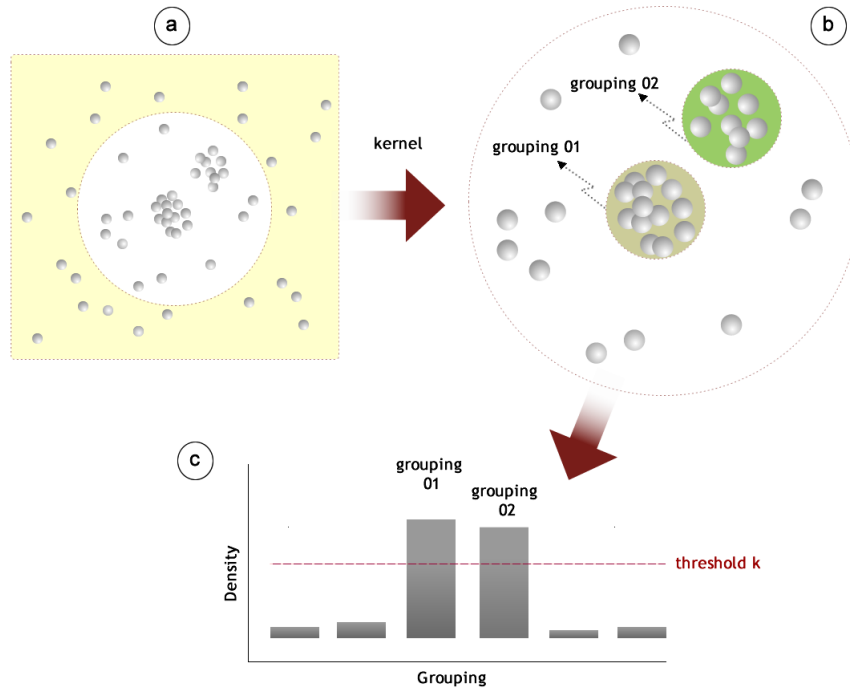 a
b
grouping 02
kernel
grouping 01
c
grouping
01
grouping
02
threshold k
Density
Grouping